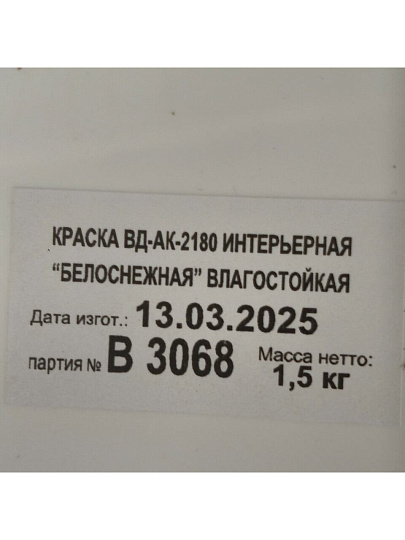 КРАСКА ВД-АК-2180 ИНТЕРЬЕРНАЯ
“БЕЛОСНЕЖНАЯ” ВЛАГОСТОЙКАЯ
Дата изгот.: 13.03.2025
партия № В 3068 Масса нетто:
1,5 кг